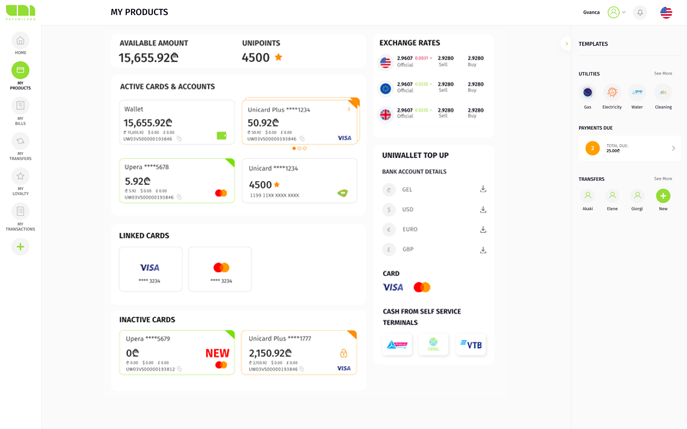 MY PRODUCTS
Gvanca
HOME
MY
PRODUCTS
MY
BILLS
MY
TRANSFERS
MY
LOYALTY
MY
TRANSACTIONS
AVAILABLE AMOUNT
15,655.92₾
UNIPOINTS
4500
ACTIVE CARDS & ACCOUNTS
Wallet
15,655.92₾
₾ 15,655.92 $ 0.00 £ 0.00
UW03VS00000193846
Unicard Plus ****1234
50.92₾
₾ 50.92 $ 0.00 £ 0.00
UW03VS00000193846
VISA
Upera ****5678
5.92₾
₾ 5.92 $ 0.00 £ 0.00
UW03VS00000193846
Unicard ****1234
4500
1199 11XX XXXX XXXX
LINKED CARDS
VISA
**** 3234
**** 3234
INACTIVE CARDS
Upera ****5679
0₾
NEW
₾ 0.00 $ 0.00 £ 0.00
UW03VS00000193812
Unicard Plus ****1777
2,150.92₾
₾ 2,150.92 $ 0.00 £ 0.00
UW03VS00000193846
VISA
EXCHANGE RATES
2.9607 2.9280 2.9280
Official Sell Buy
2.9607 2.9280 2.9280
Official Sell Buy
2.9607 2.9280 2.9280
Official Sell Buy
UNIWALLET TOP UP
BANK ACCOUNT DETAILS
GEL
$ USD
€ EURO
£ GBP
CARD
VISA
CASH FROM SELF SERVICE
TERMINALS
VTB
TEMPLATES
UTILITIES
See More
Gas
Electricity
Water
Cleaning
PAYMENTS DUE
2
TOTAL DUE
25.00₾
TRANSFERS
See More
Akaki
Elene
Giorgi
New